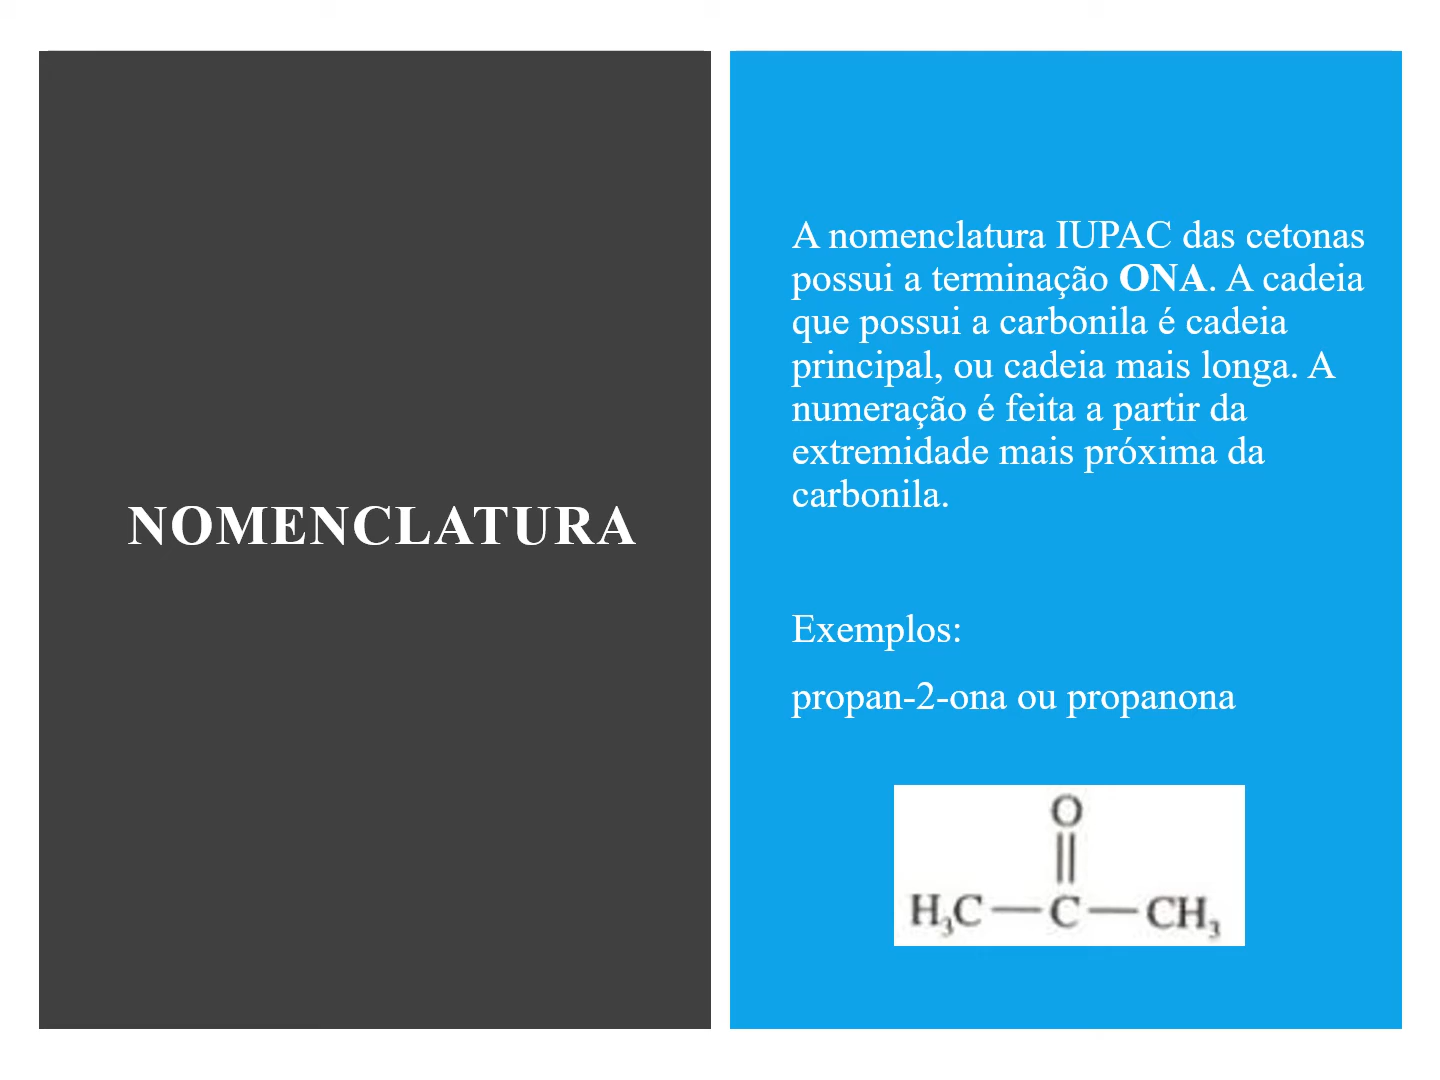 NOMENCLATURA
A nomenclatura IUPAC das cetonas
possui a terminação ONA. A cadeia
que possui a carbonila é cadeia
principal, ou cadeia mais longa. A
numeração é feita a partir da
extremidade mais próxima da
carbonila.
Exemplos:
propan-2-ona ou propanona
O
H₃C — C — CH₃